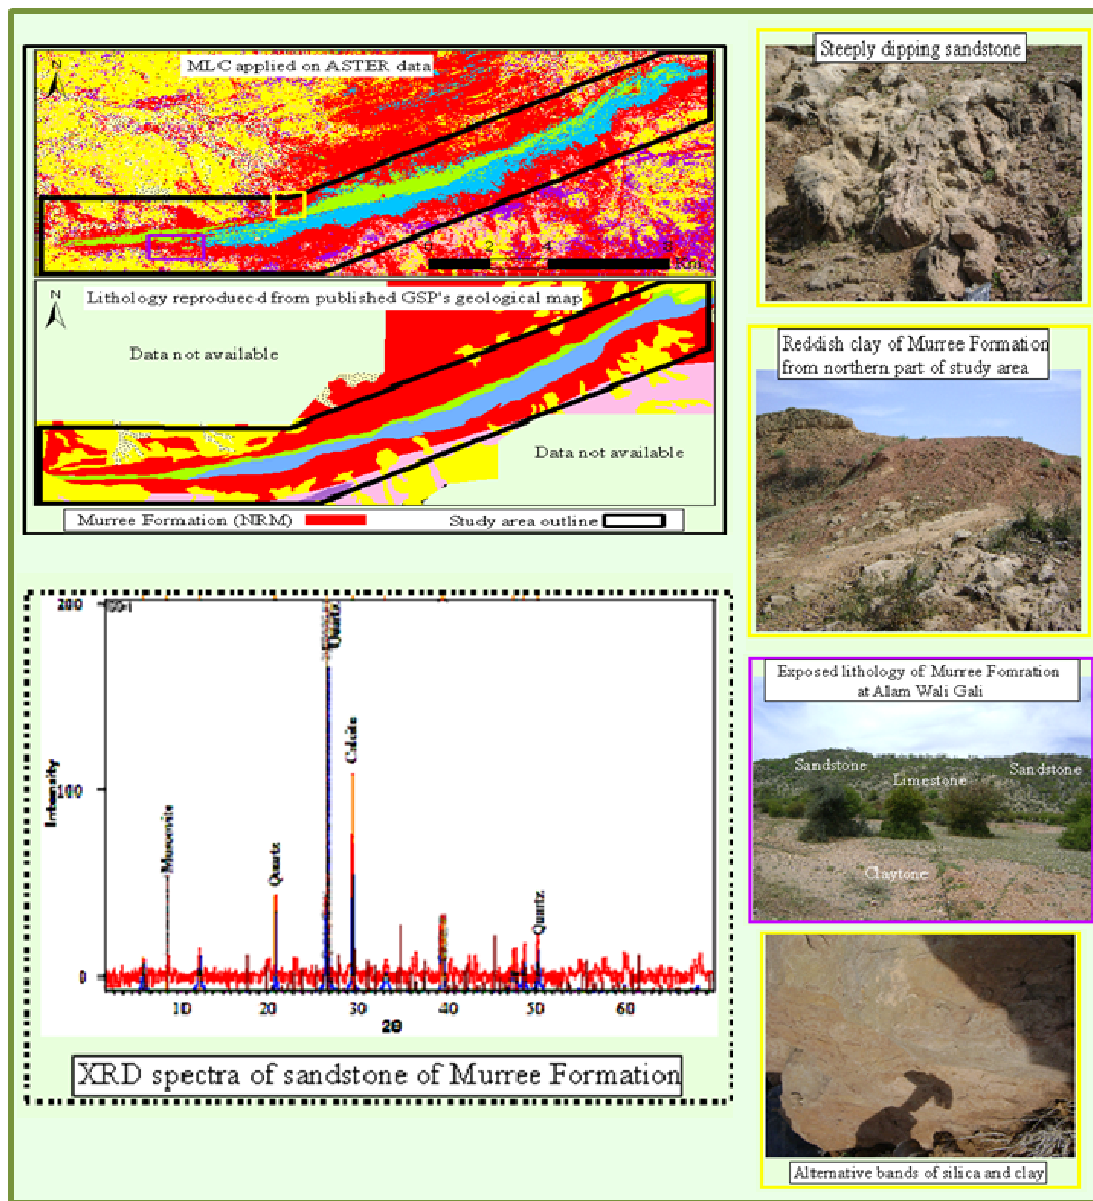 MLC applied on ASTER data
N
0 2 4 8
Km
Lithology reproduced from published GSP's geological map
N
Data not available
Data not available
Murree Formation (NRM)
Study area outline
200
100
0
Intensity
Muscovite
Quartz
Quartz
Calcite
Quartz
10 20 30 40 50 60
2θ
XRD spectra of sandstone of Murree Formation
Steeply dipping sandstone
Reddish clay of Murree Formation
from northern part of study area
Exposed lithology of Murree Fomration
at Alam Wali Gali
Sandstone
Limestone
Sandstone
Claytone
Alternative bands of silica and clay